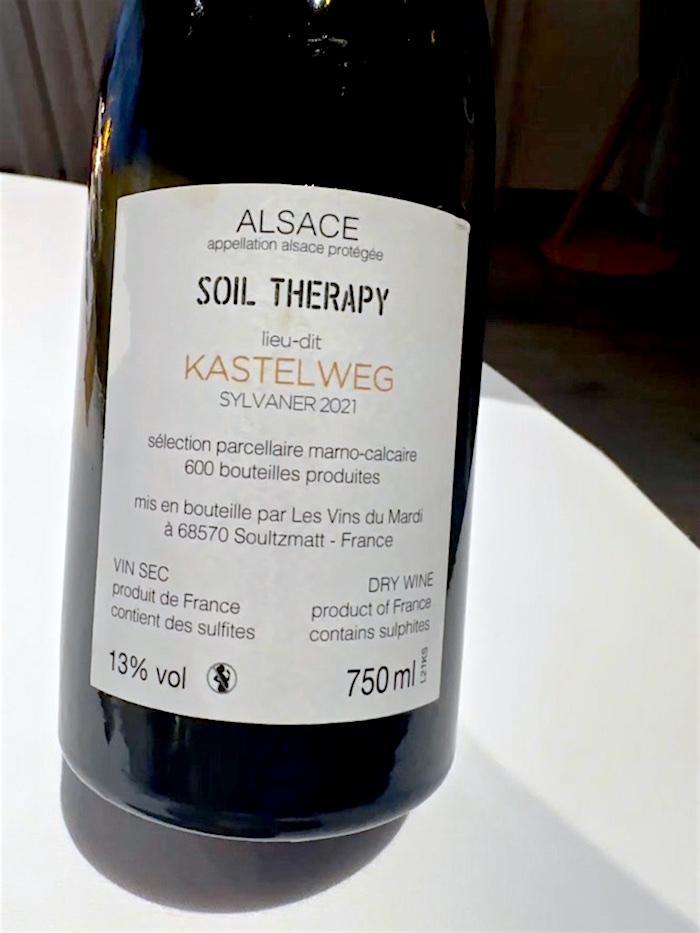 ALSACE
appellation alsace protégée
SOIL THERAPY
lieu-dit
KASTELWEG
SYLVANER 2021
sélection parcellaire marno-calcaire
600 bouteilles produites
mis en bouteille par Les Vins du Mardi
à 68570 Soultzmatt - France
VIN SEC
produit de France
contient des sulfites
DRY WINE
product of France
contains sulphites
13% vol
750 ml
L21KS